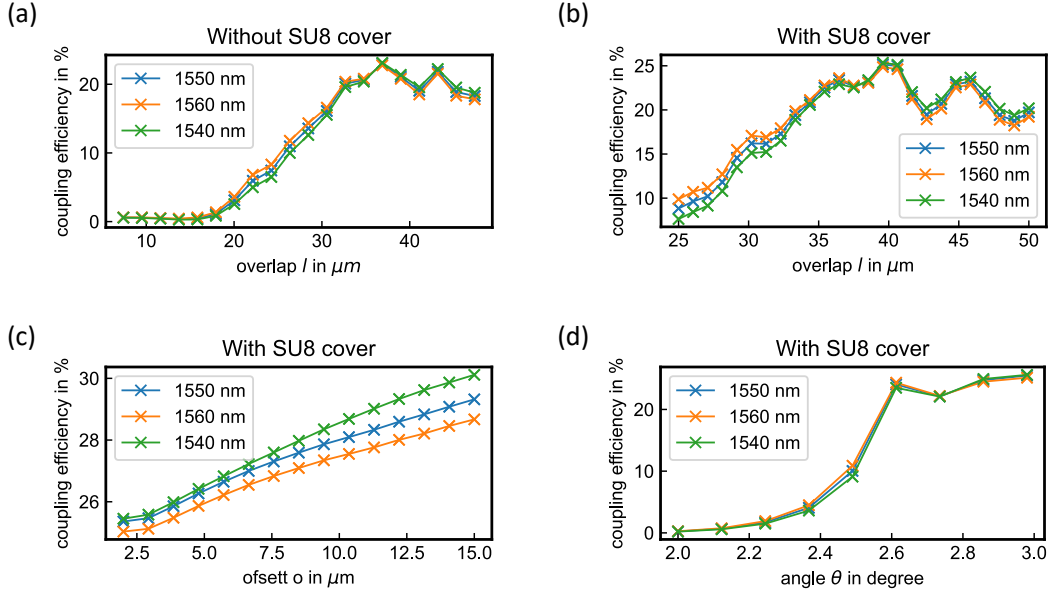 (a)
Without SU8 cover
coupling efficiency in %
20
10
0
1550 nm
1560 nm
1540 nm
10 20 30 40
overlap l in μm
(b)
With SU8 cover
coupling efficiency in %
25
20
15
10
1550 nm
1560 nm
1540 nm
25 30 35 40 45 50
overlap l in μm
(c)
With SU8 cover
coupling efficiency in %
30
28
26
1550 nm
1560 nm
1540 nm
2.5 5.0 7.5 10.0 12.5 15.0
ofsett o in μm
(d)
With SU8 cover
coupling efficiency in %
20
10
0
1550 nm
1560 nm
1540 nm
2.0 2.2 2.4 2.6 2.8 3.0
angle θ in degree